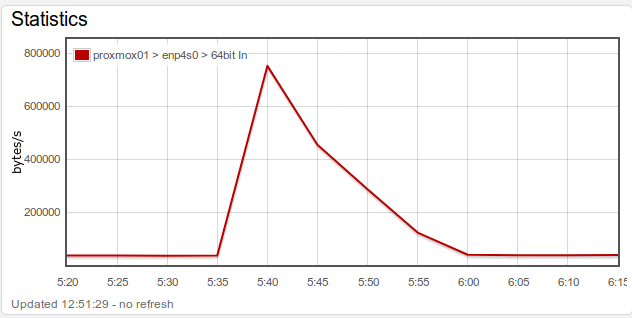 Statistics
800000
proxmox01 > enp4s0 > 64bit In
600000
bytes/s
400000
200000
5:20 5:25 5:30 5:35 5:40 5:45 5:50 5:55 6:00 6:05 6:10 6:15
Updated 12:51:29 - no refresh